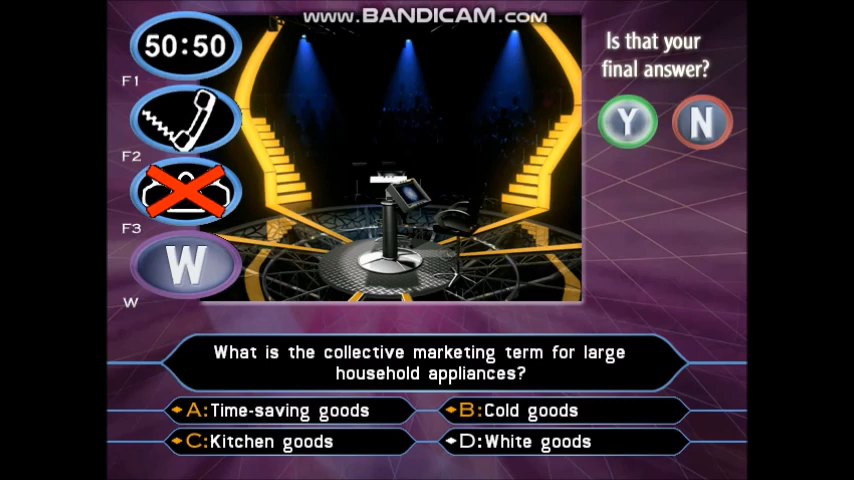 www.BANDICAM.com
50:50
F1
F2
F3
W
W
Is that your
final answer?
Y N
What is the collective marketing term for large
household appliances?
A:Time-saving goods
B:Cold goods
C:Kitchen goods
D:White goods